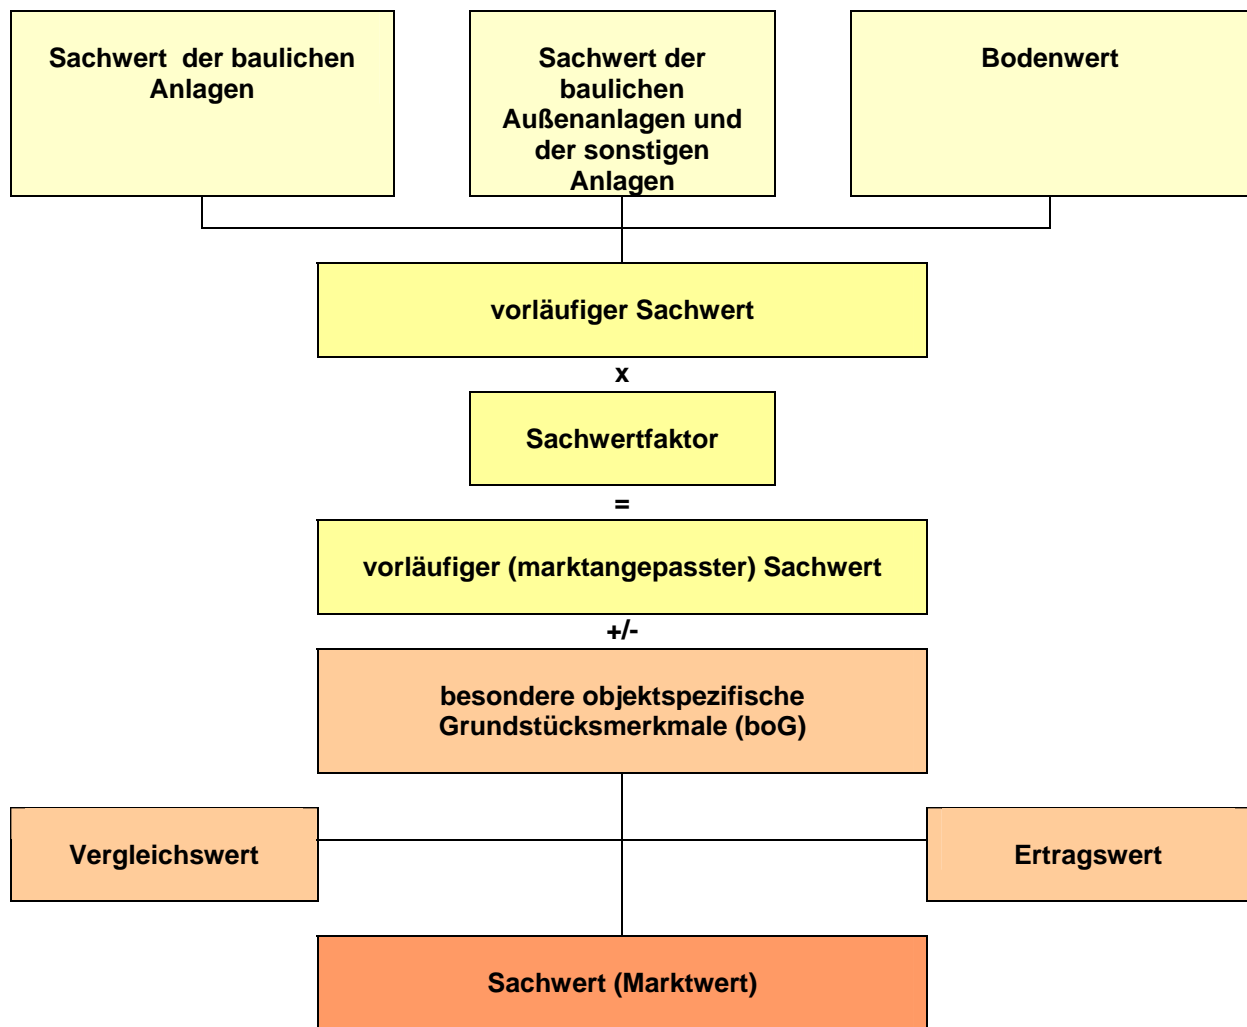 Sachwert der baulichen
Anlagen
Sachwert der
baulichen
Außenanlagen und
der sonstigen
Anlagen
Bodenwert
vorläufiger Sachwert
x
Sachwertfaktor
=
vorläufiger (marktangepasster) Sachwert
+/-
besondere objektspezifische
Grundstücksmerkmale (boG)
Vergleichswert
Ertragswert
Sachwert (Marktwert)